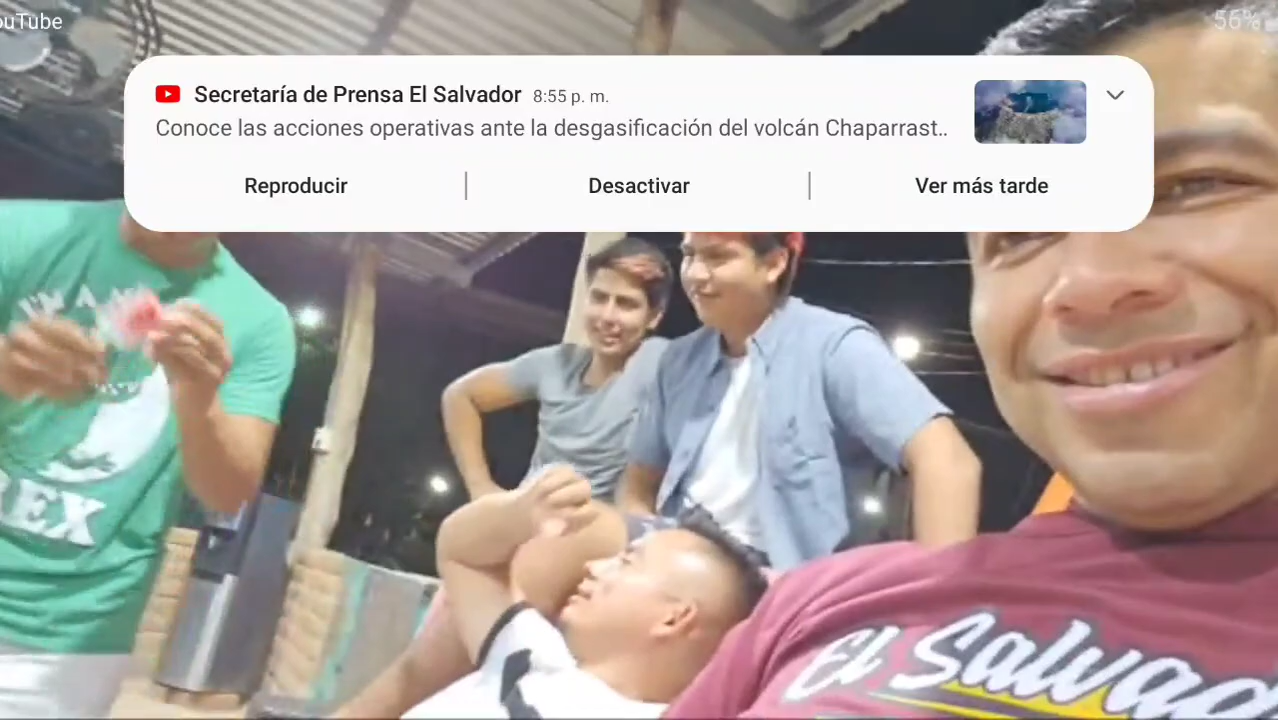 ouTube
56%
Secretaría de Prensa El Salvador 8:55 p. m.
Conoce las acciones operativas ante la desgasificación del volcán Chaparrast..
Reproducir | Desactivar | Ver más tarde
I'M A
REX
El Salvad